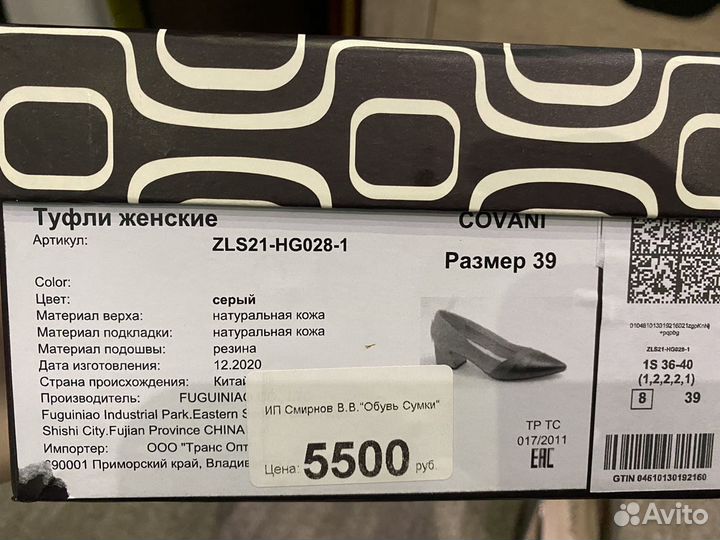 Туфли женские
COVANI
Артикул: ZLS21-HG028-1
Размер 39
Color:
Цвет: серый
Материал верха: натуральная кожа
Материал подкладки: натуральная кожа
Материал подошвы: резина
Дата изготовления: 12.2020
Страна происхождения: Китай
Производитель: FUGUINIAO
Fuguiniao Industrial Park.Eastern
Shishi City.Fujian Province CHINA
Импортер: ООО "Транс Опт
690001 Приморский край, Владив
ИП Смирнов В.В."Обувь Сумки"
Цена: 5500 руб.
ТР ТС
017/2011
EAC
ZLS21-HG028-1
1S 36-40
(1,2,2,2,1)
8 39
GTIN 04610130192160
Avito